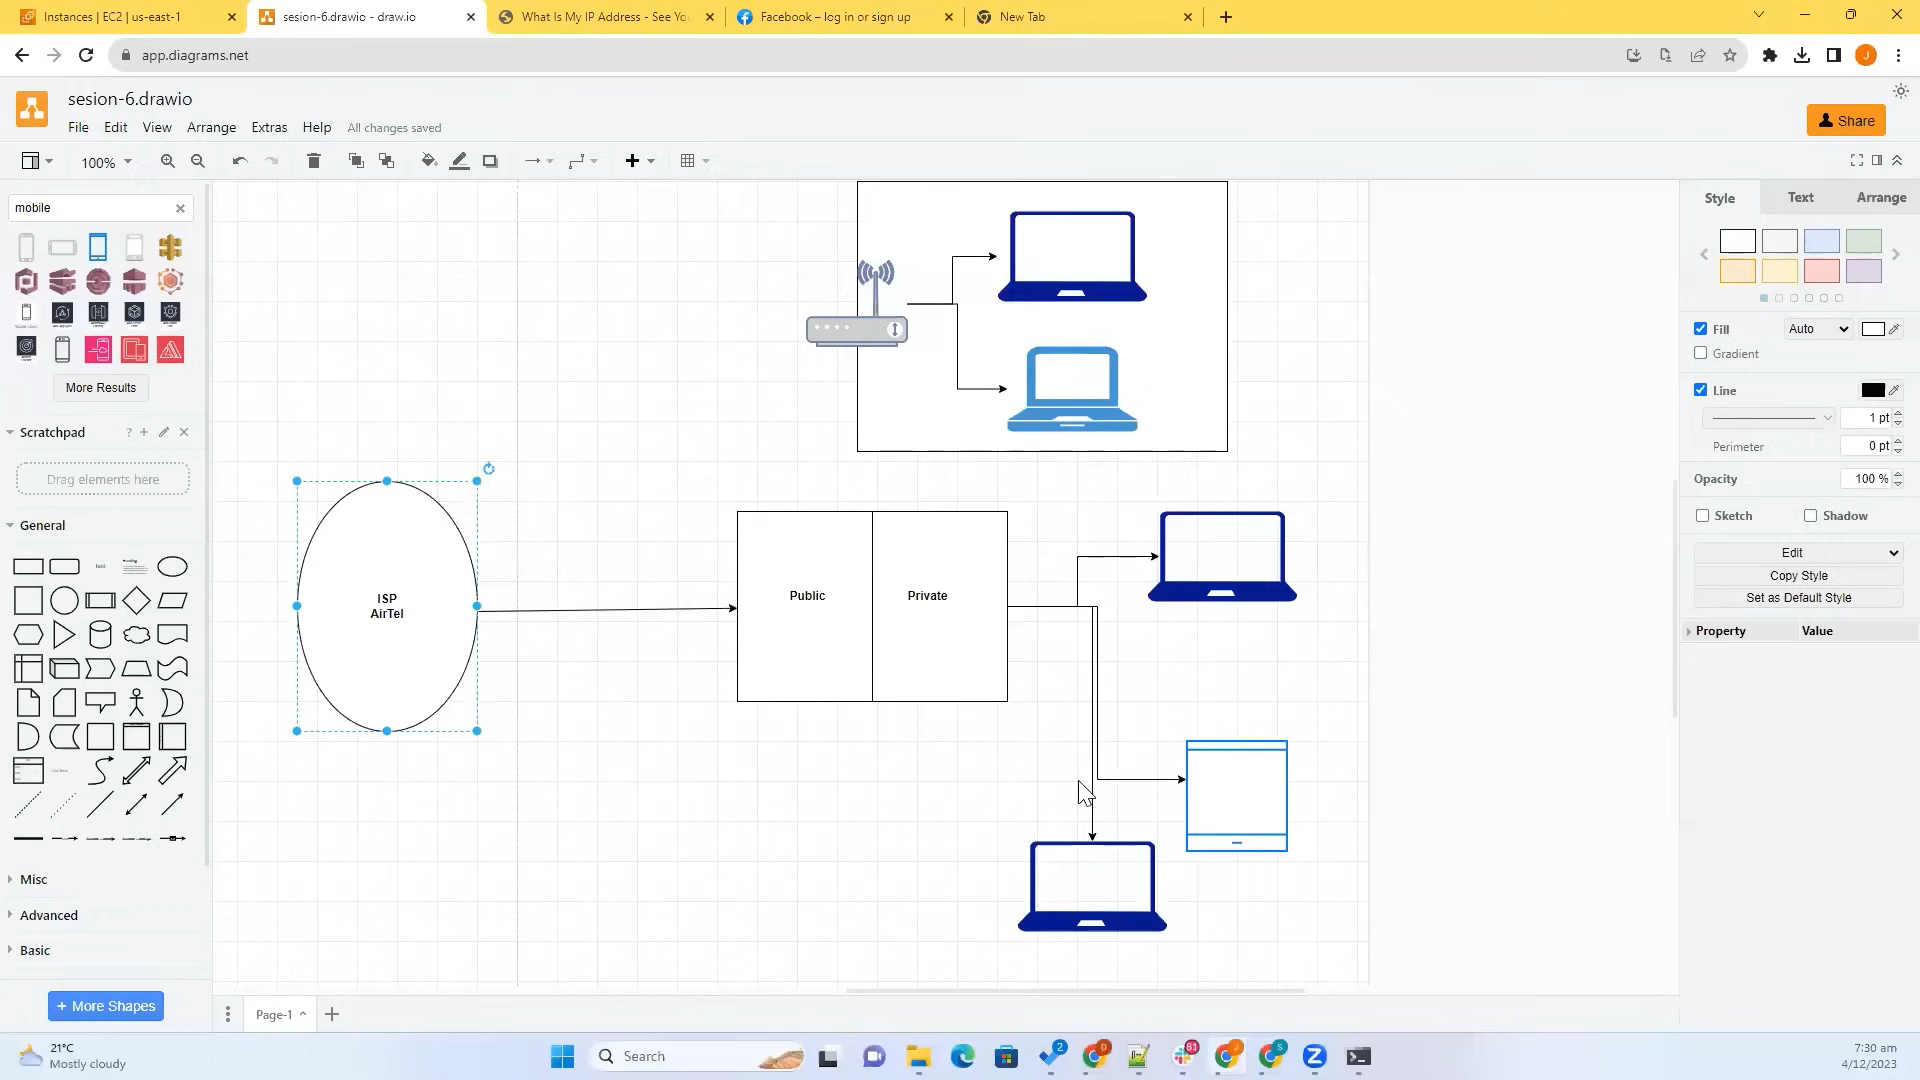 Instances | EC2 | us-east-1
sesion-6.drawio - draw.io
What Is My IP Address - See Yo
Facebook – log in or sign up
New Tab
app.diagrams.net
J
sesion-6.drawio
File Edit View Arrange Extras Help All changes saved
Share
100%
mobile
More Results
Scratchpad
?
Drag elements here
General
Text
Heading
Misc
Advanced
Basic
+ More Shapes
ISP
AirTel
Public
Private
Style
Text
Arrange
Fill
Auto
Gradient
Line
1 pt
Perimeter
0 pt
Opacity
100 %
Sketch
Shadow
Edit
Copy Style
Set as Default Style
Property
Value
Page-1
21°C
Mostly cloudy
Search
2
D
81
J
S
7:30 am
4/12/2023